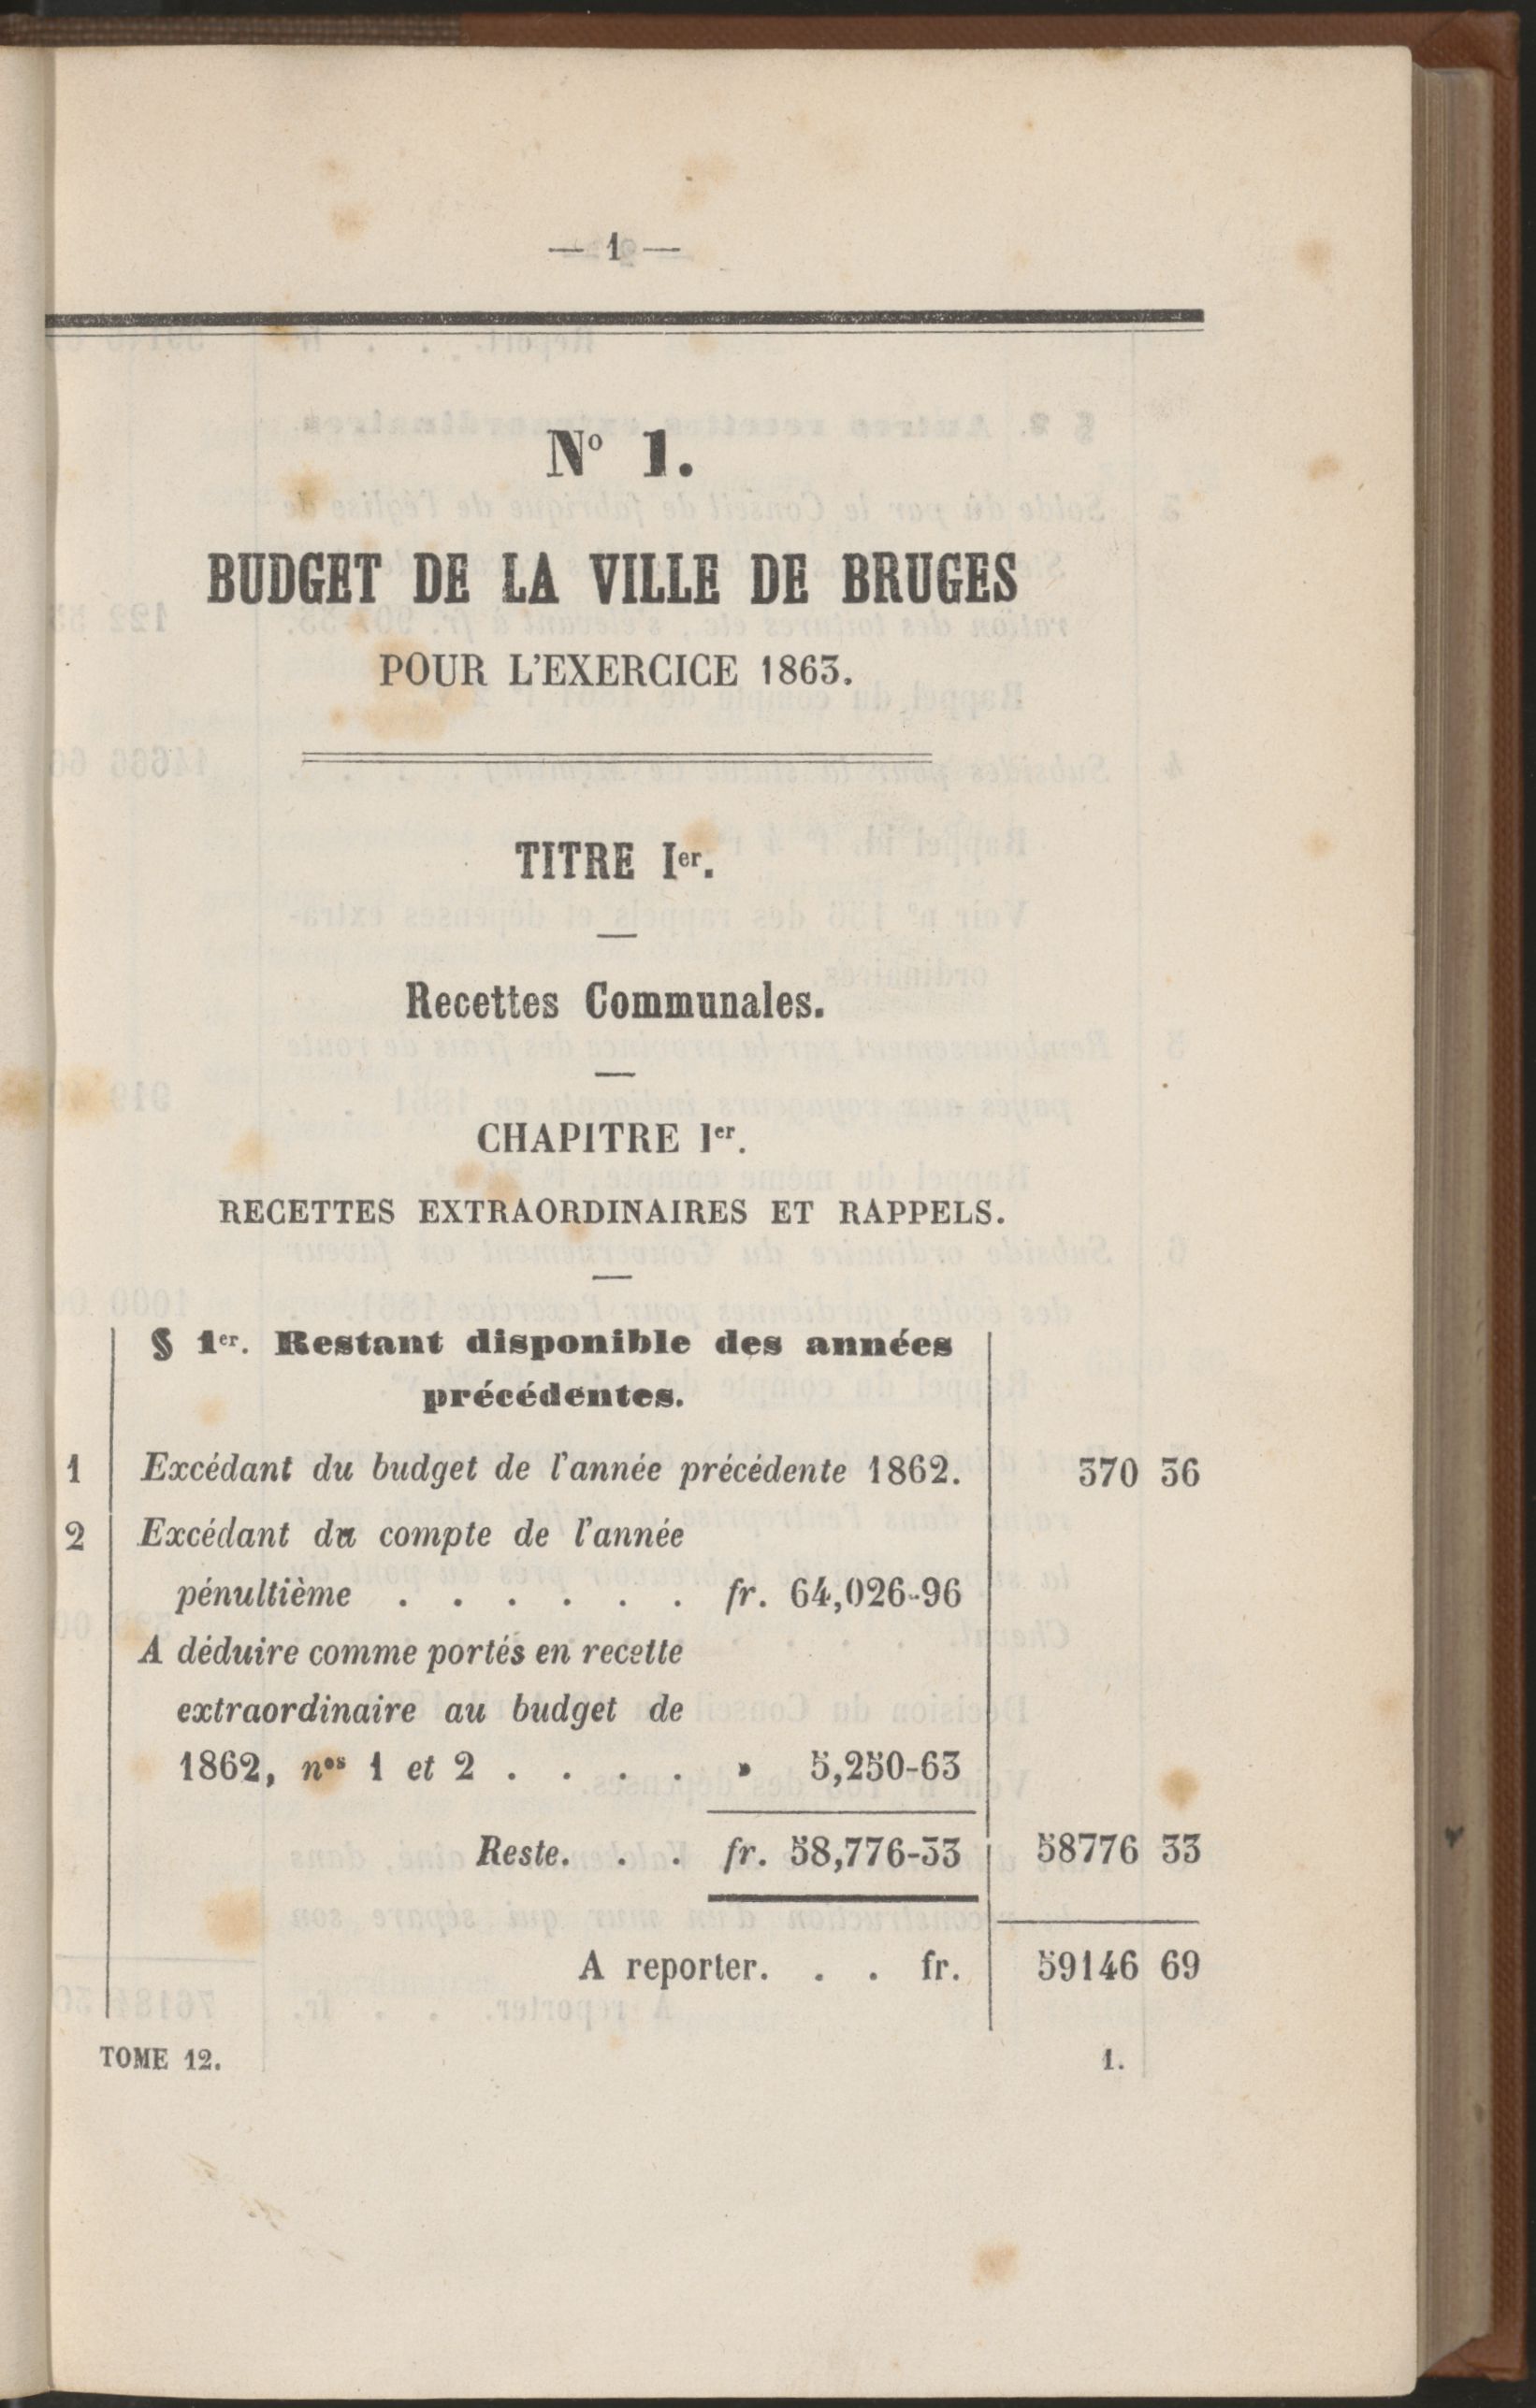 — 1 —
N° 1.
BUDGET DE LA VILLE DE BRUGES
POUR L'EXERCICE 1863.
TITRE Ier.
Recettes Communales.
CHAPITRE Ier.
RECETTES EXTRAORDINAIRES ET RAPPELS.
§ 1er. Restant disponible des années
précédentes.
1 Excédant du budget de l'année précédente 1862. 370 36
2 Excédant du compte de l'année
pénultième . . . . . . fr. 64,026-96
A déduire comme portés en recette
extraordinaire au budget de
1862, nos 1 et 2 . . . . » 5,250-63
Reste. . . fr. 58,776-33 58776 33
A reporter. . . fr. 59146 69
TOME 12. 1.